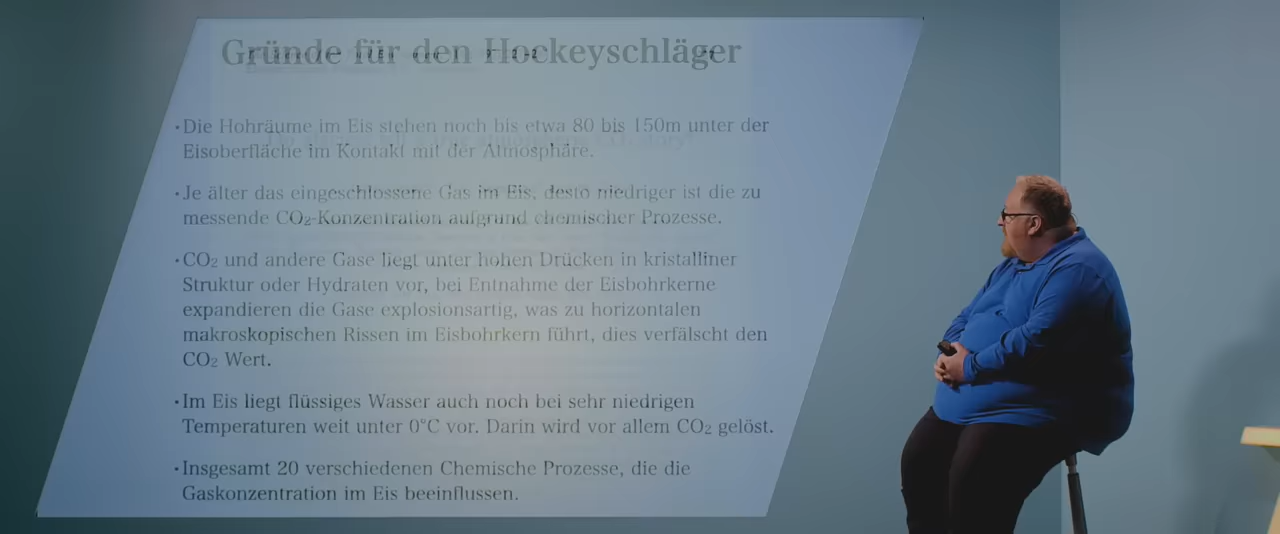 Gründe für den Hockeyschläger
•Die Hohräume im Eis stehen noch bis etwa 80 bis 150m unter der
Eisoberfläche im Kontakt mit der Atmosphäre.
•Je älter das eingeschlossene Gas im Eis, desto niedriger ist die zu
messende CO₂-Konzentration aufgrund chemischer Prozesse.
•CO₂ und andere Gase liegt unter hohen Drücken in kristalliner
Struktur oder Hydraten vor, bei Entnahme der Eisbohrkerne
expandieren die Gase explosionsartig, was zu horizontalen
makroskopischen Rissen im Eisbohrkern führt, dies verfälscht den
CO₂ Wert.
•Im Eis liegt flüssiges Wasser auch noch bei sehr niedrigen
Temperaturen weit unter 0°C vor. Darin wird vor allem CO₂ gelöst.
•Insgesamt 20 verschiedenen Chemische Prozesse, die die
Gaskonzentration im Eis beeinflussen.